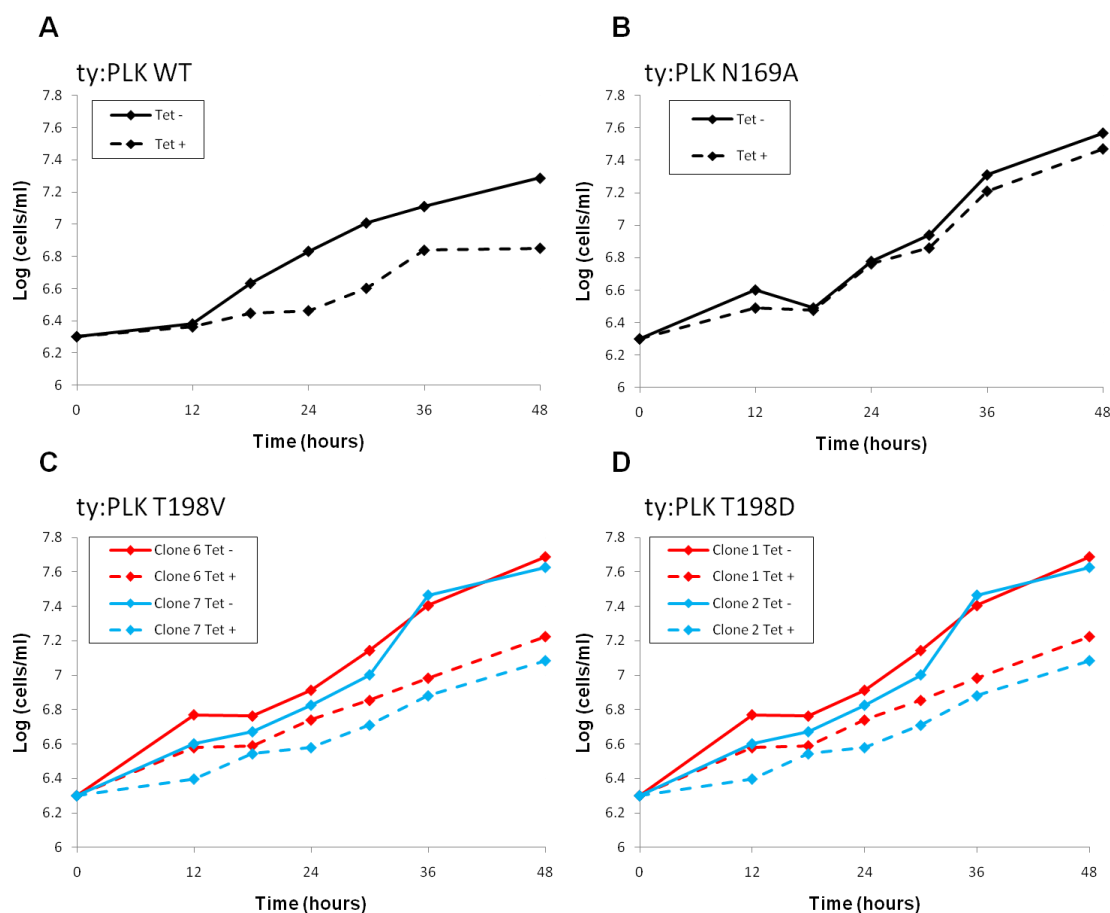 A
ty:PLK WT
Tet -
Tet +
Log (cells/ml)
7.8
7.6
7.4
7.2
7
6.8
6.6
6.4
6.2
6
0 12 24 36 48
Time (hours)
B
ty:PLK N169A
Tet -
Tet +
Log (cells/ml)
7.8
7.6
7.4
7.2
7
6.8
6.6
6.4
6.2
6
0 12 24 36 48
Time (hours)
C
ty:PLK T198V
Clone 6 Tet -
Clone 6 Tet +
Clone 7 Tet -
Clone 7 Tet +
Log (cells/ml)
7.8
7.6
7.4
7.2
7
6.8
6.6
6.4
6.2
6
0 12 24 36 48
Time (hours)
D
ty:PLK T198D
Clone 1 Tet -
Clone 1 Tet +
Clone 2 Tet -
Clone 2 Tet +
Log (cells/ml)
7.8
7.6
7.4
7.2
7
6.8
6.6
6.4
6.2
6
0 12 24 36 48
Time (hours)